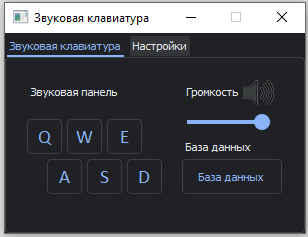 Звуковая клавиатура
Звуковая клавиатура Настройки
Звуковая панель
Громкость
Q W E
База данных
A S D
База данных